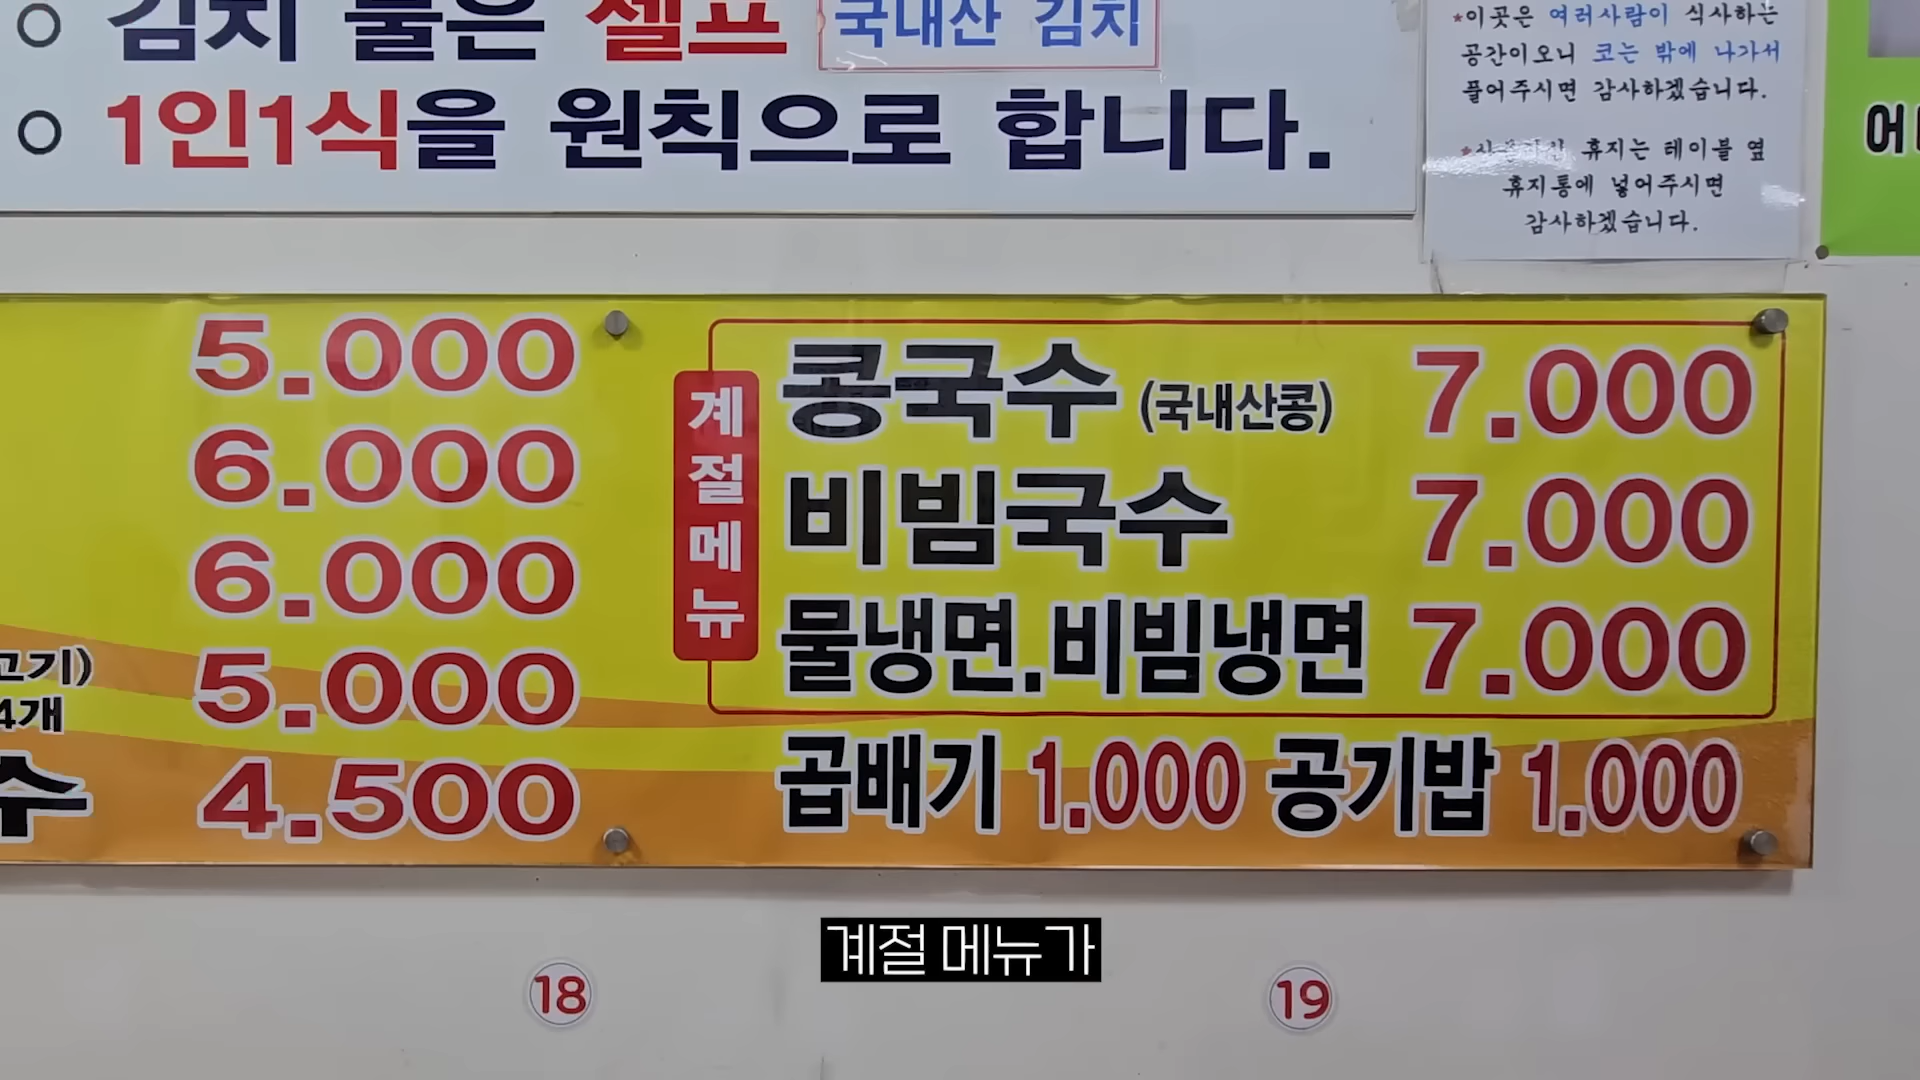 김치 물은 셀프
국내산 김치
1인1식을 원칙으로 합니다.
*이곳은 여러사람이 식사하는
공간이오니 코는 밖에 나가서
풀어주시면 감사하겠습니다.
휴지는 테이블 옆
휴지통에 넣어주시면
감사하겠습니다.
5.000
6.000
6.000
고기) 5.000
4개
수 4.500
계절메뉴
콩국수 (국내산콩) 7.000
비빔국수 7.000
물냉면.비빔냉면 7.000
곱배기 1.000 공기밥 1.000
계절 메뉴가
18
19